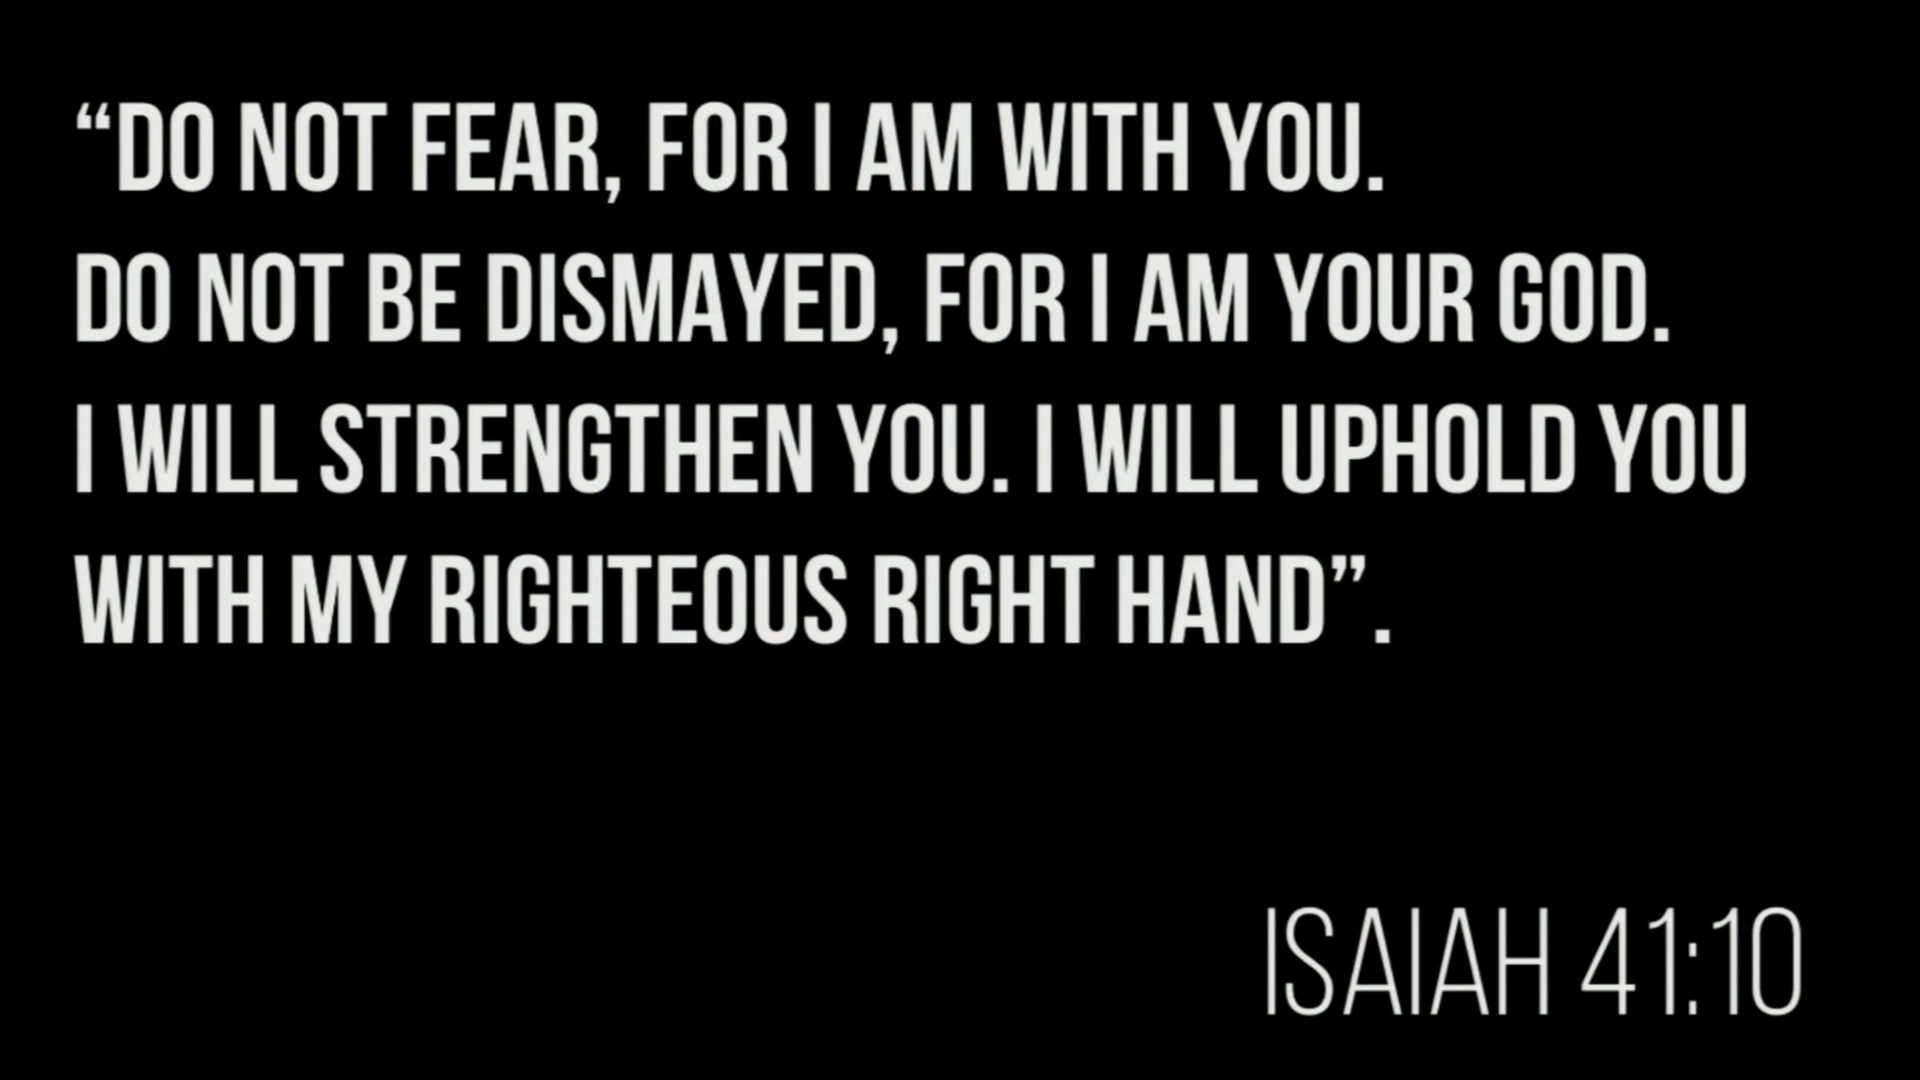 “DO NOT FEAR, FOR I AM WITH YOU.
DO NOT BE DISMAYED, FOR I AM YOUR GOD.
I WILL STRENGTHEN YOU. I WILL UPHOLD YOU
WITH MY RIGHTEOUS RIGHT HAND”.
ISAIAH 41:10